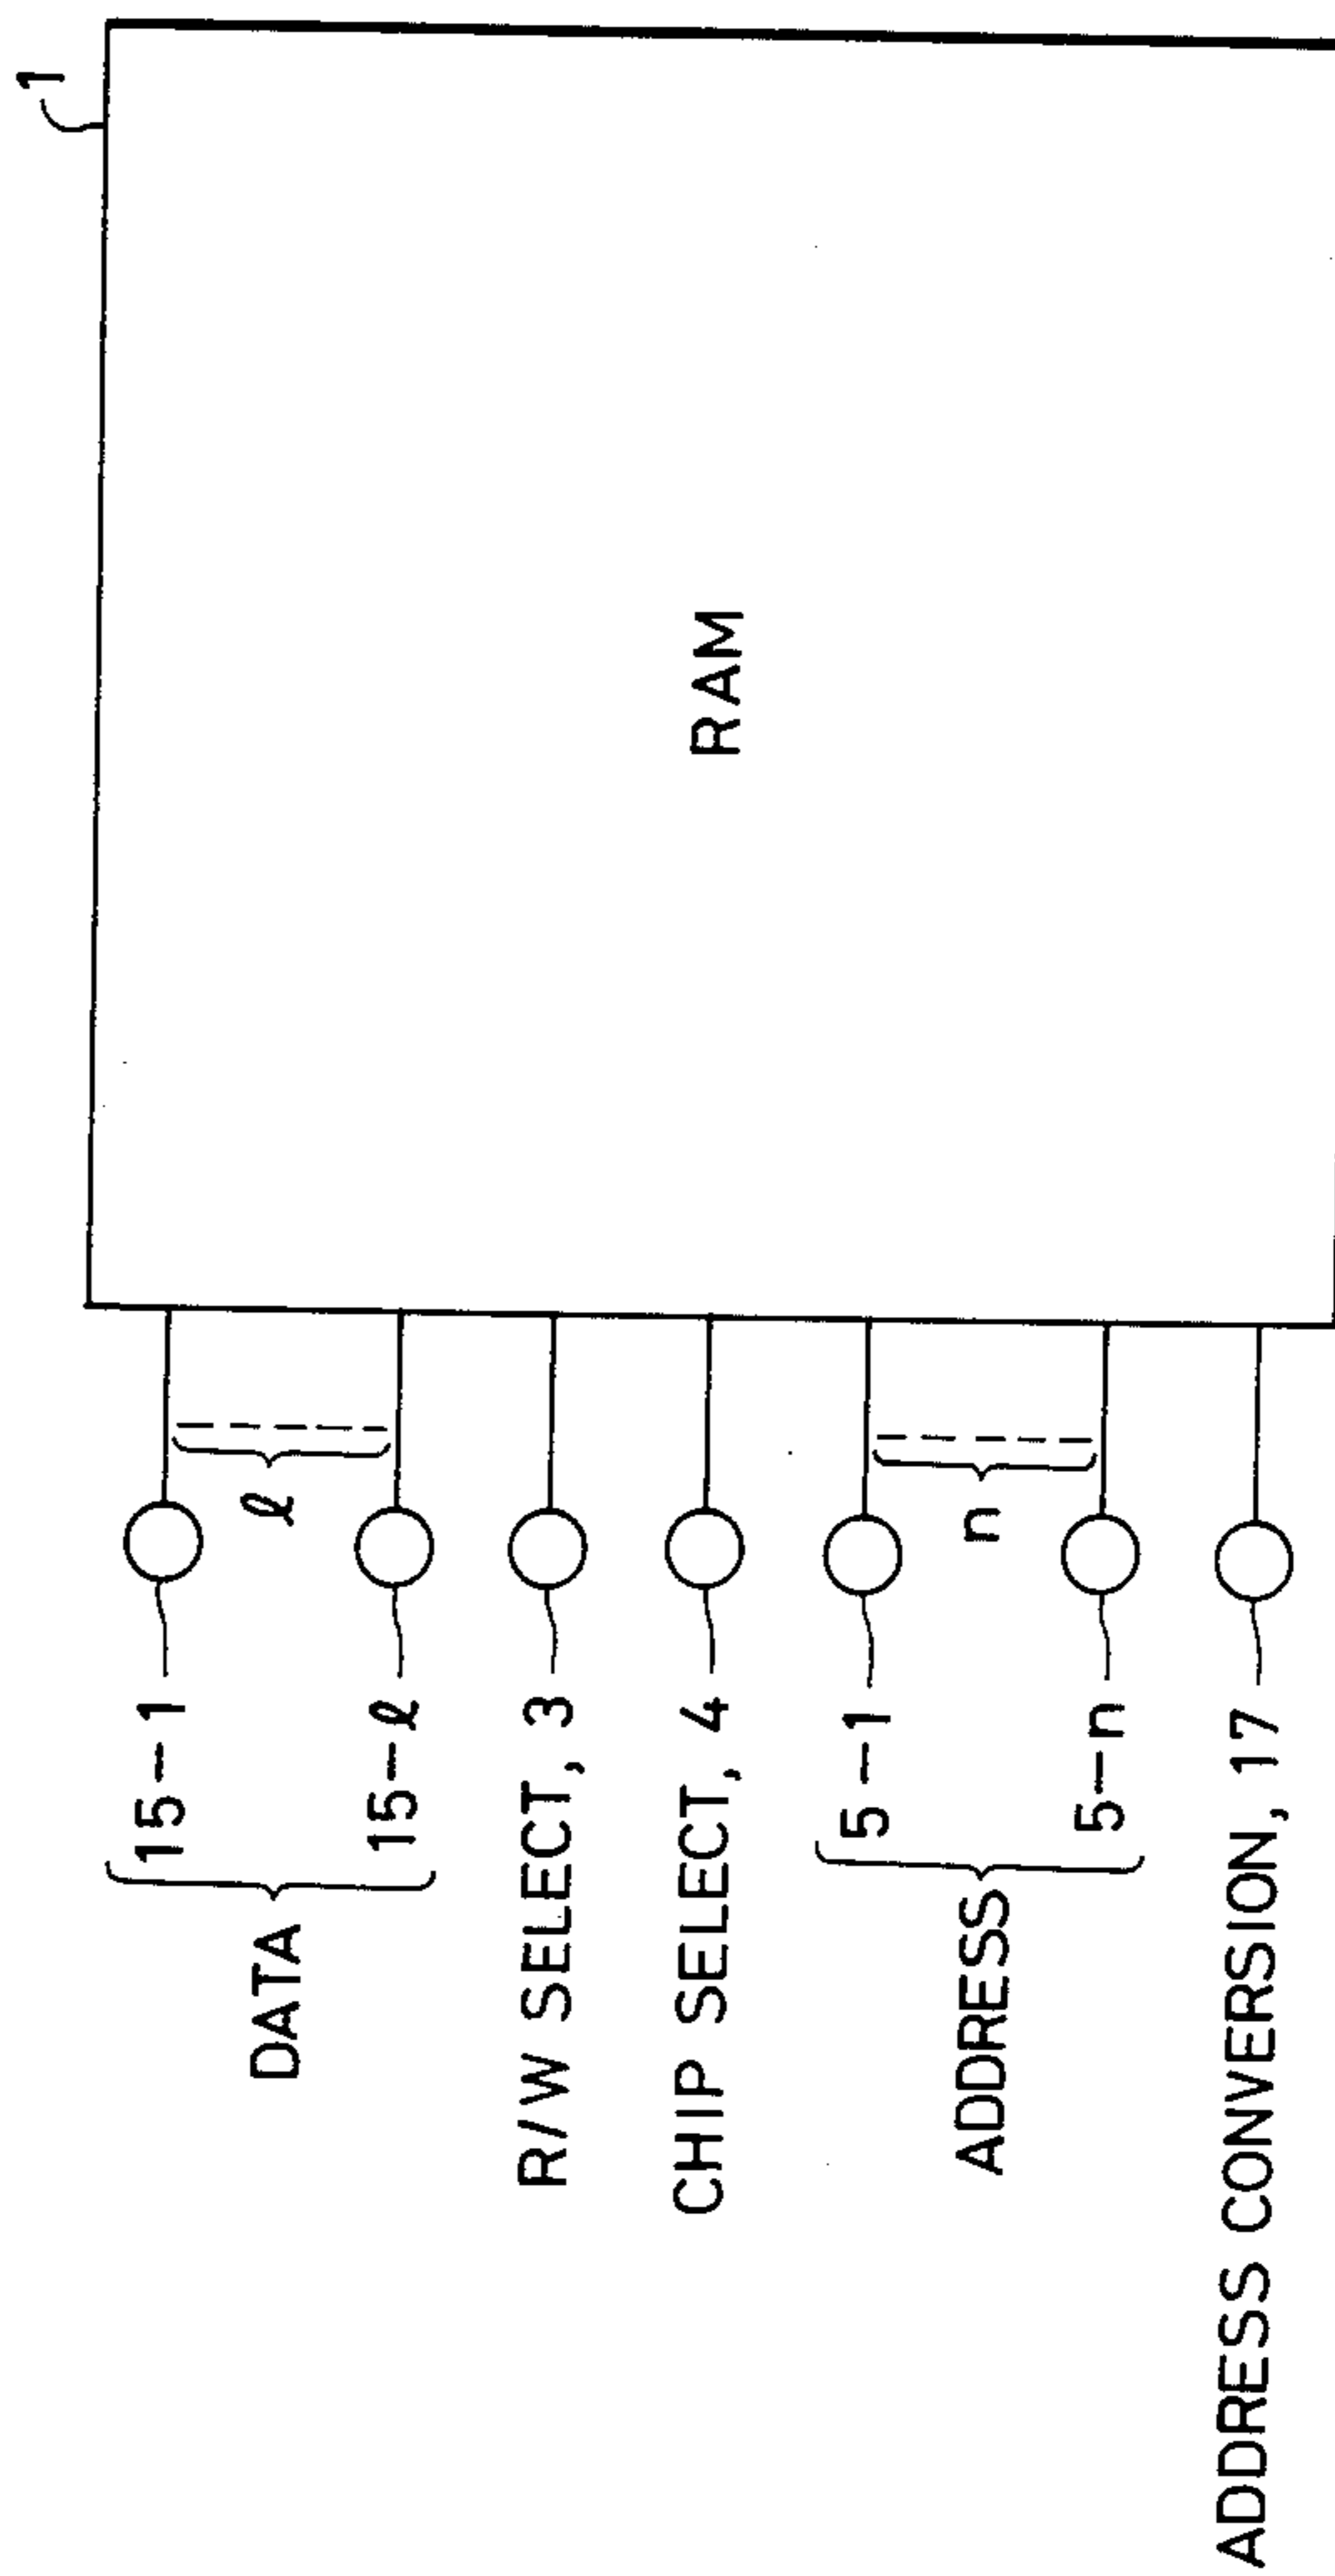 1
RAM
DATA
15-1
15-ℓ
ℓ
R/W SELECT, 3
CHIP SELECT, 4
ADDRESS
5-1
5-n
n
ADDRESS CONVERSION, 17